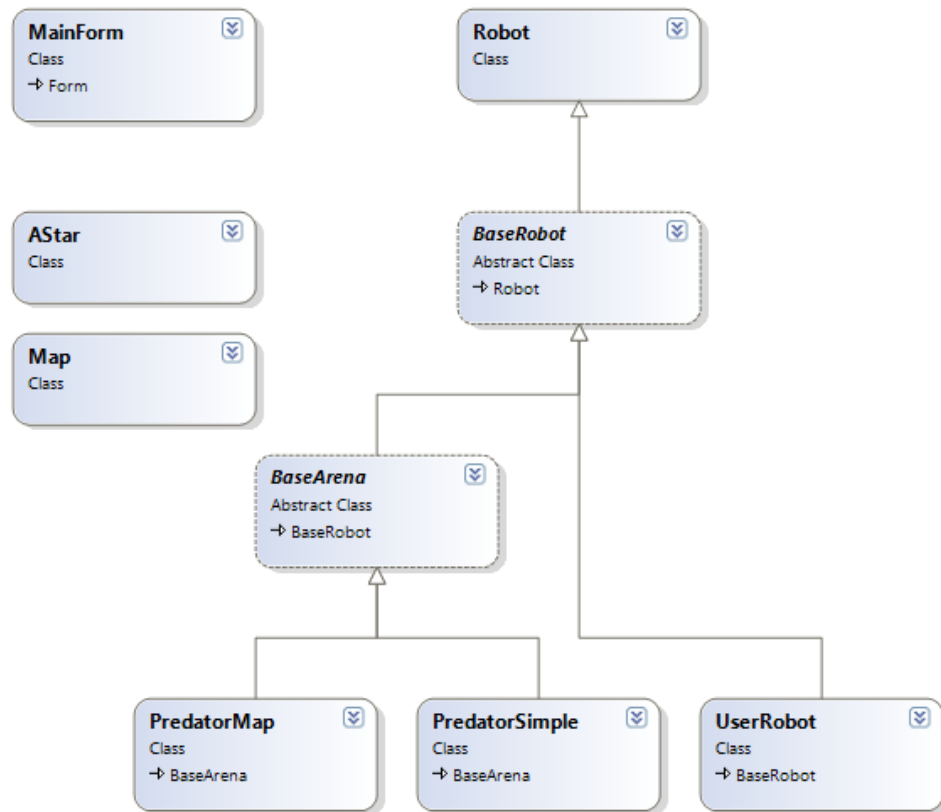 MainForm
Class
Form
Robot
Class
AStar
Class
BaseRobot
Abstract Class
Robot
Map
Class
BaseArena
Abstract Class
BaseRobot
PredatorMap
Class
BaseArena
PredatorSimple
Class
BaseArena
UserRobot
Class
BaseRobot